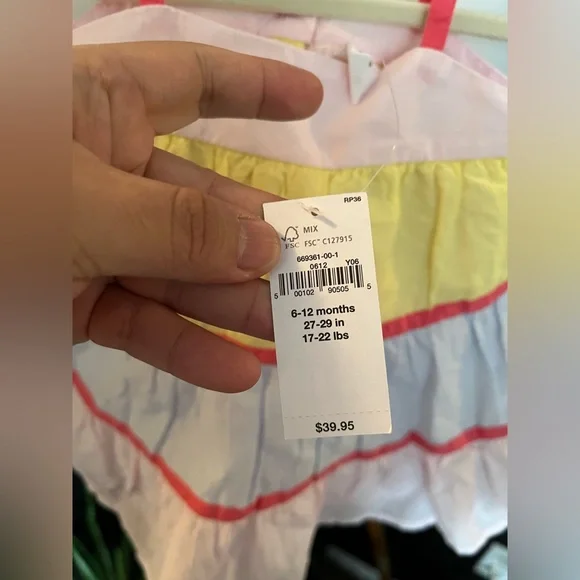 RP36
MIX
FSC FSC™ C127915
669361-00-1
0612 Y06
5 00102 90505 5
6-12 months
27-29 in
17-22 lbs
$39.95